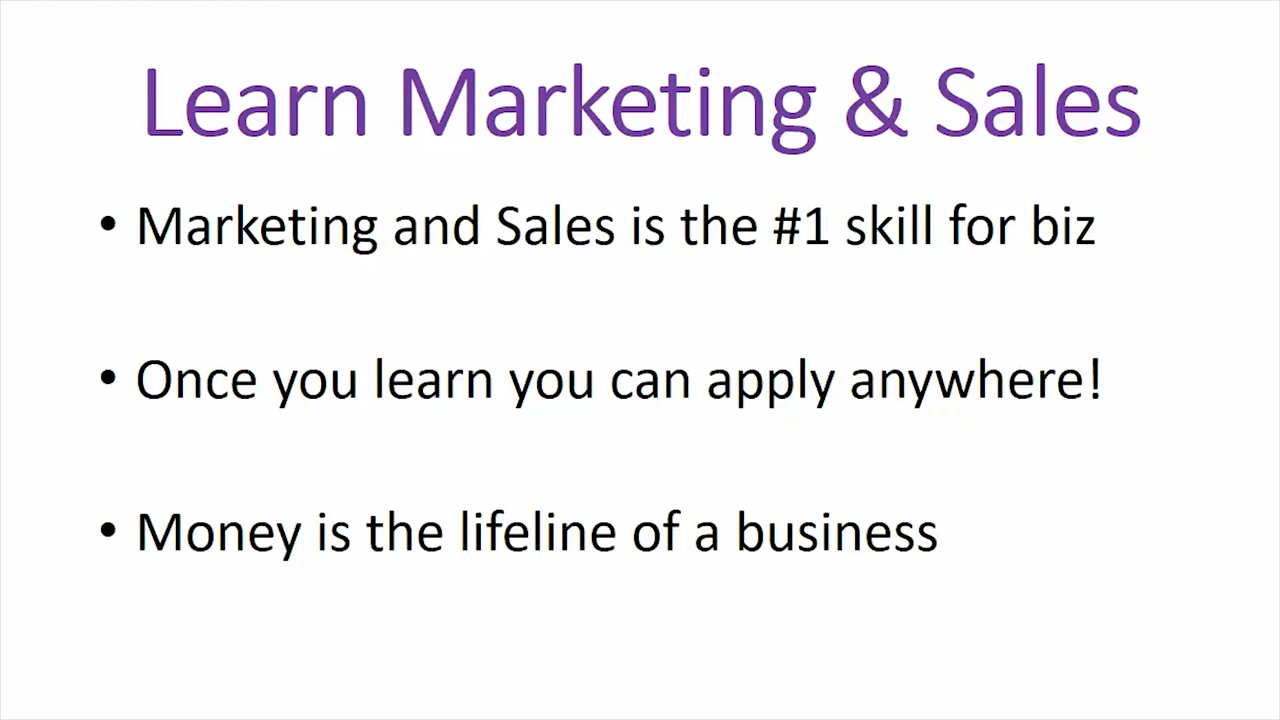 Learn Marketing & Sales
• Marketing and Sales is the #1 skill for biz
• Once you learn you can apply anywhere!
• Money is the lifeline of a business